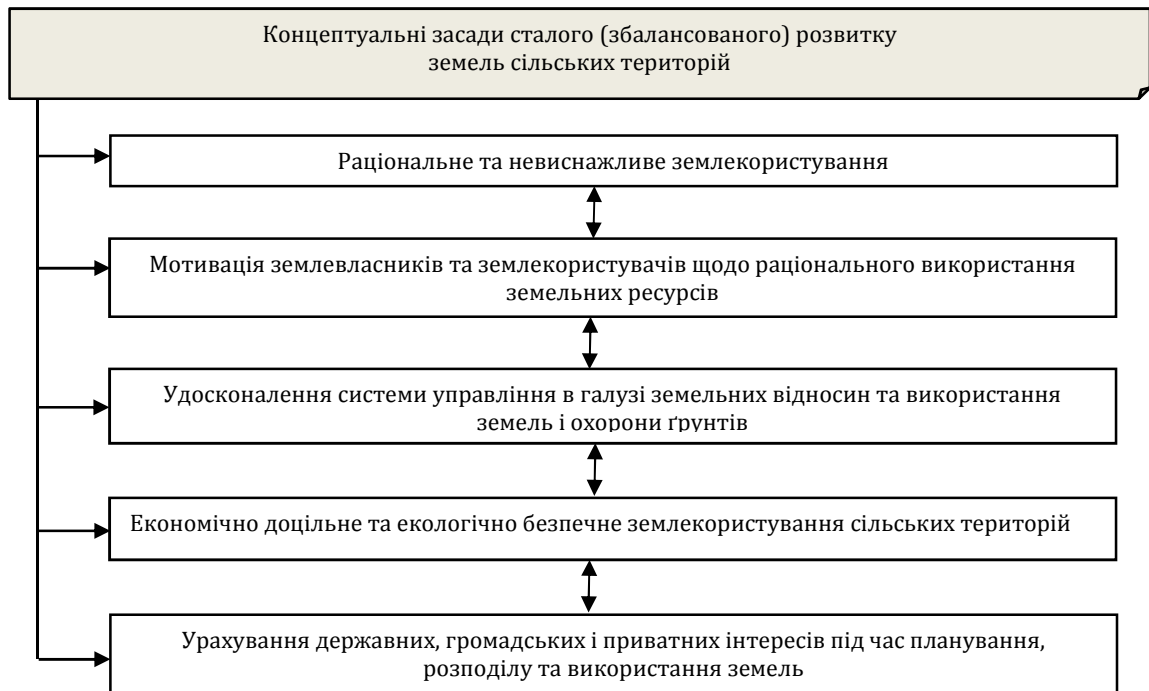 Концептуальні засади сталого (збалансованого) розвитку
земель сільських територій
Раціональне та невиснажливе землекористування
Мотивація землевласників та землекористувачів щодо раціонального використання
земельних ресурсів
Удосконалення системи управління в галузі земельних відносин та використання
земель і охорони ґрунтів
Економічно доцільне та екологічно безпечне землекористування сільських територій
Урахування державних, громадських і приватних інтересів під час планування,
розподілу та використання земель